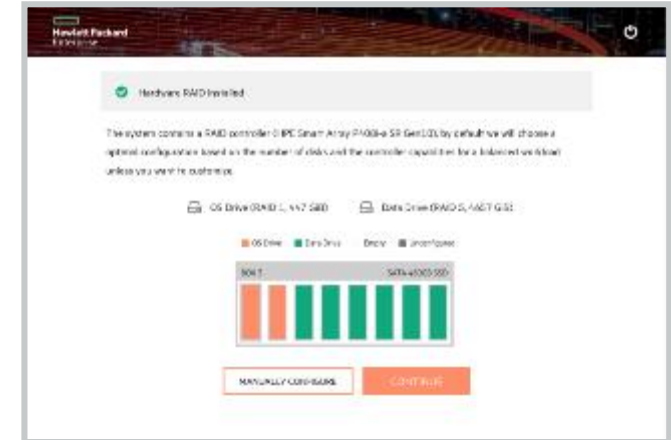 Hewlett Packard
Enterprise
Hardware RAID Installed
The system contains a RAID controller (HPE Smart Array P408i-a SR Gen10), by default we will choose a
optimal configuration based on the number of disks and the controller capabilities for a balanced workload
unless you want to customize.
OS Drive (RAID 1, 447 GiB) Data Drive (RAID 5, 4657 GiB)
OS Drive Data Drive Empty Unconfigured
BOX SATA SSD
MANUALLY CONFIGURE CONTINUE